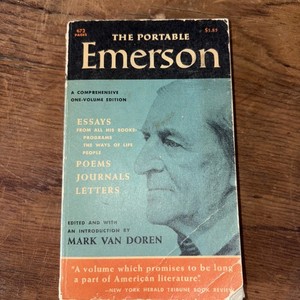 675 PAGES
THE PORTABLE
$1.85
Emerson
A COMPREHENSIVE
ONE-VOLUME EDITION
ESSAYS
FROM ALL HIS BOOKS:
PROGRAMS
THE WAYS OF LIFE
PEOPLE
POEMS
JOURNALS
LETTERS
EDITED AND WITH
AN INTRODUCTION BY
MARK VAN DOREN
"A volume which promises to be long
a part of American literature"
—NEW YORK HERALD TRIBUNE BOOK REVIEW